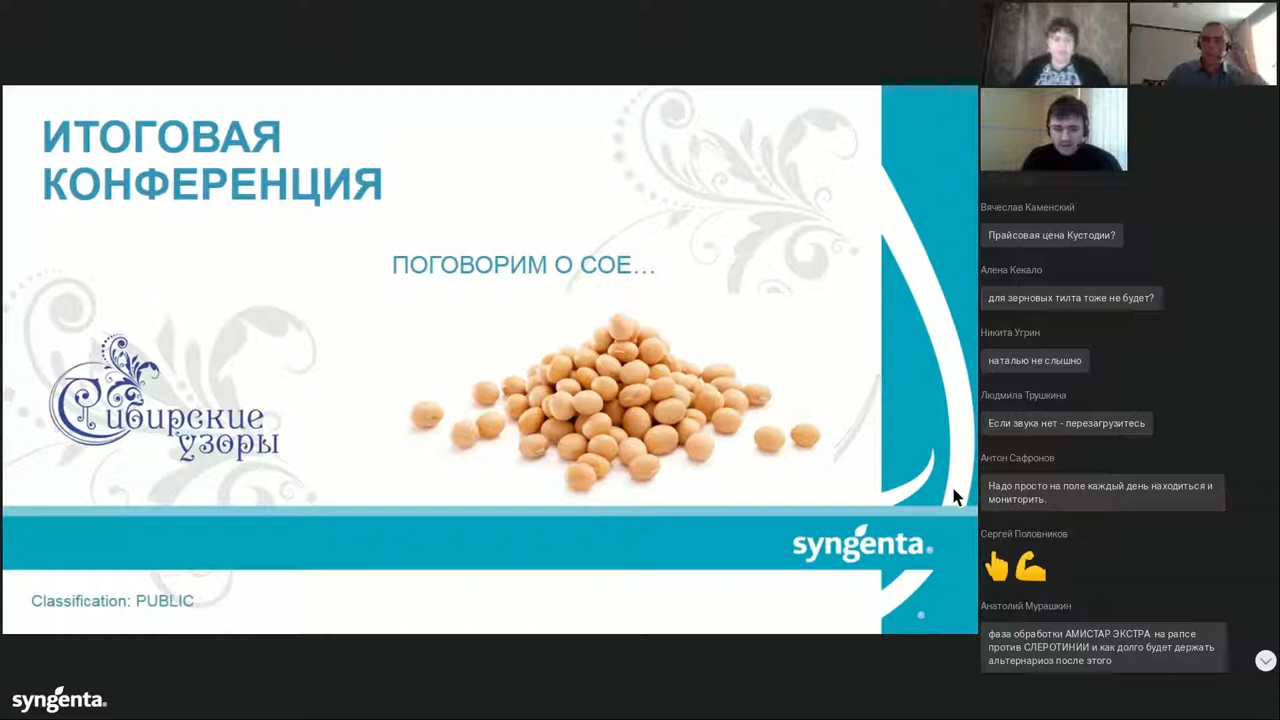 ИТОГОВАЯ
КОНФЕРЕНЦИЯ
ПОГОВОРИМ О СОЕ...
Сибирские
узоры
syngenta®
Classification: PUBLIC
®
syngenta®
Вячеслав Каменский
Прайсовая цена Кустодии?
Алена Кекало
для зерновых тилта тоже не будет?
Никита Угрин
наталью не слышно
Людмила Трушкина
Если звука нет - перезагрузитесь
Антон Сафронов
Надо просто на поле каждый день находиться и
мониторить.
Сергей Половников
Анатолий Мурашкин
фаза обработки АМИСТАР ЭКСТРА на рапсе
против СЛЕРОТИНИИ и как долго будет держать
альтернариоз после этого